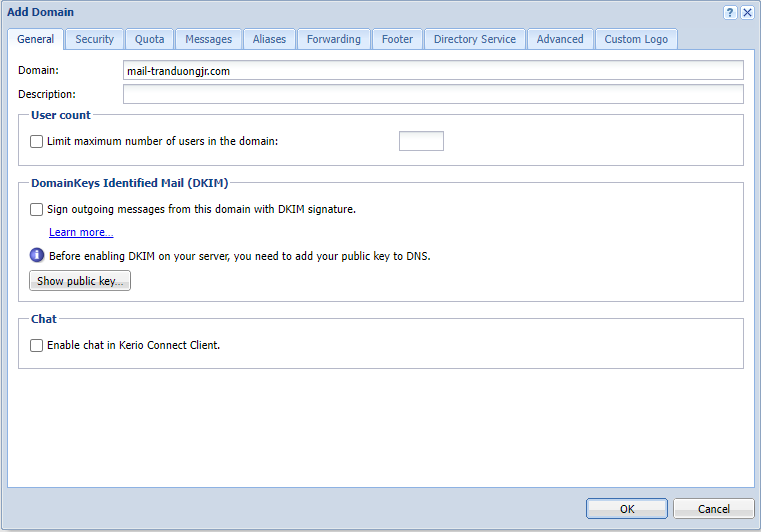 Add Domain
?
General Security Quota Messages Aliases Forwarding Footer Directory Service Advanced Custom Logo
Domain: mail-tranduongjr.com
Description:
User count
Limit maximum number of users in the domain:
DomainKeys Identified Mail (DKIM)
Sign outgoing messages from this domain with DKIM signature.
Learn more...
i Before enabling DKIM on your server, you need to add your public key to DNS.
Show public key...
Chat
Enable chat in Kerio Connect Client.
OK Cancel